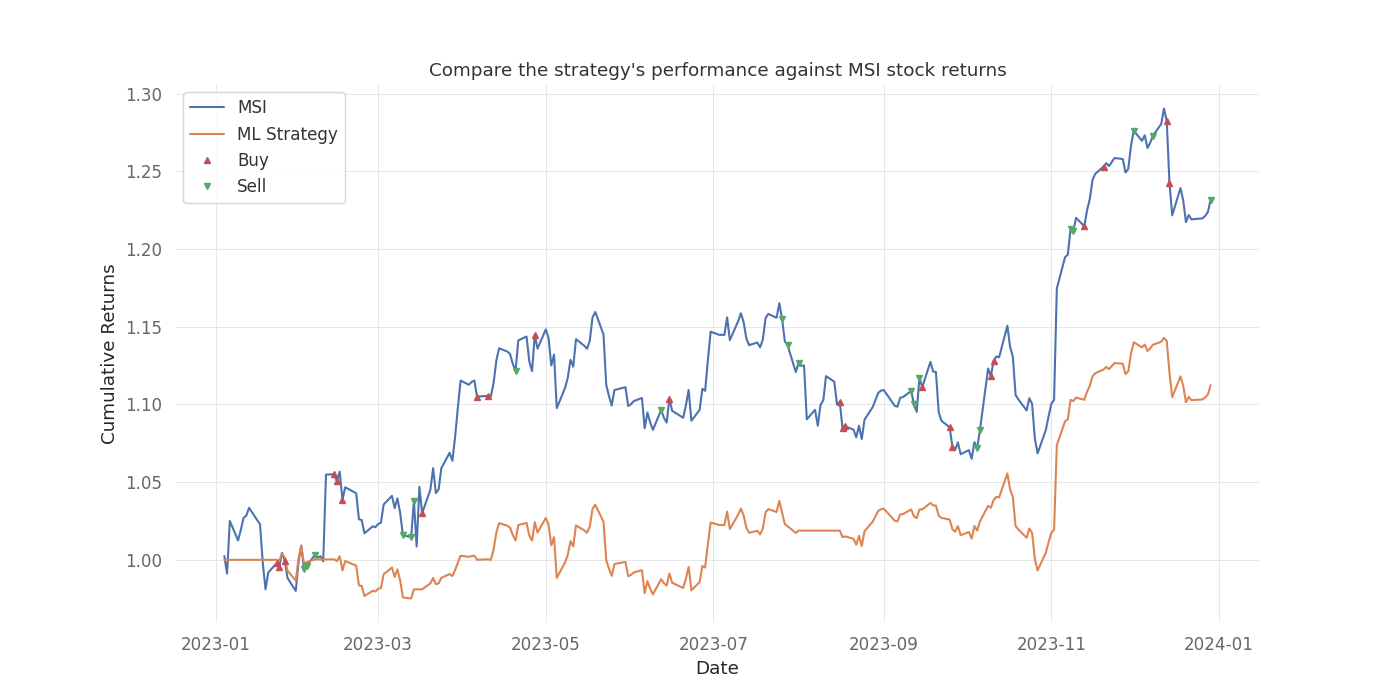 Compare the strategy's performance against MSI stock returns
MSI
ML Strategy
Buy
Sell
Cumulative Returns
1.30
1.25
1.20
1.15
1.10
1.05
1.00
2023-01
2023-03
2023-05
2023-07
2023-09
2023-11
2024-01
Date